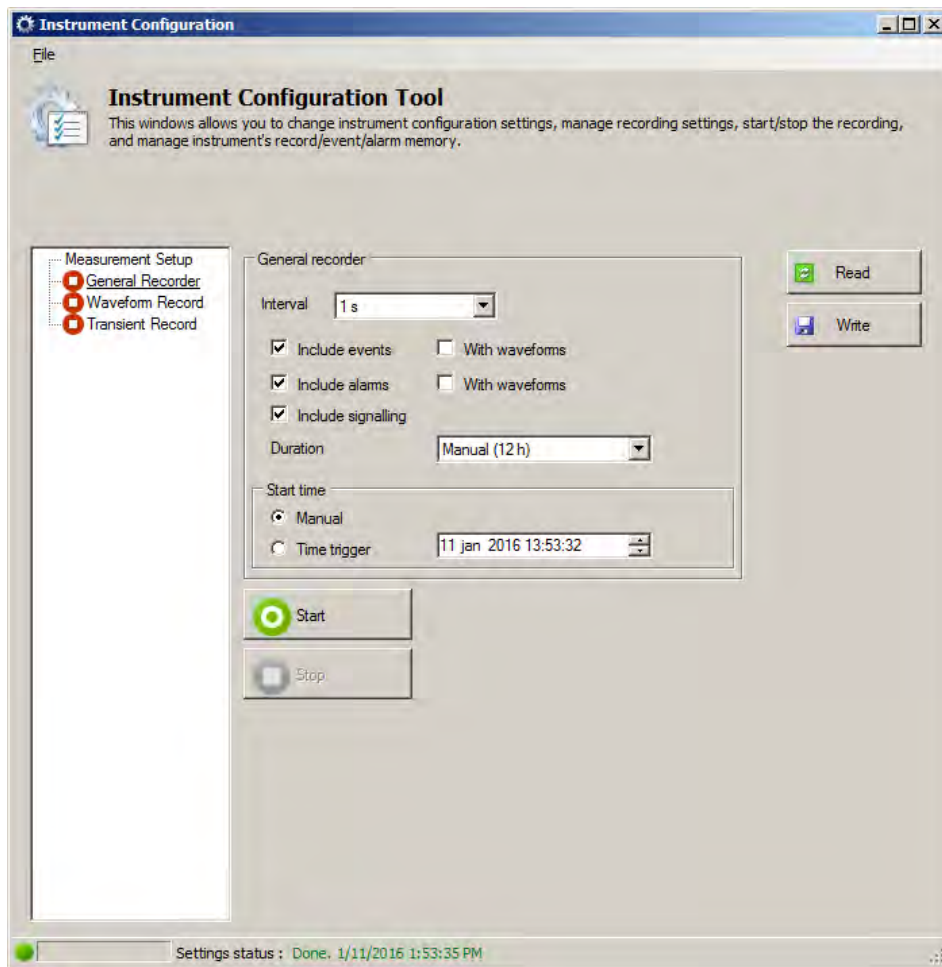 Instrument Configuration
File
Instrument Configuration Tool
This windows allows you to change instrument configuration settings, manage recording settings, start/stop the recording,
and manage instrument's record/event/alarm memory.
Measurement Setup
General Recorder
Waveform Record
Transient Record
General recorder
Interval 1 s
Include events With waveforms
Include alarms With waveforms
Include signalling
Duration Manual (12 h)
Start time
Manual
Time trigger 11 jan 2016 13:53:32
Start
Stop
Read
Write
Settings status : Done. 1/11/2016 1:53:35 PM